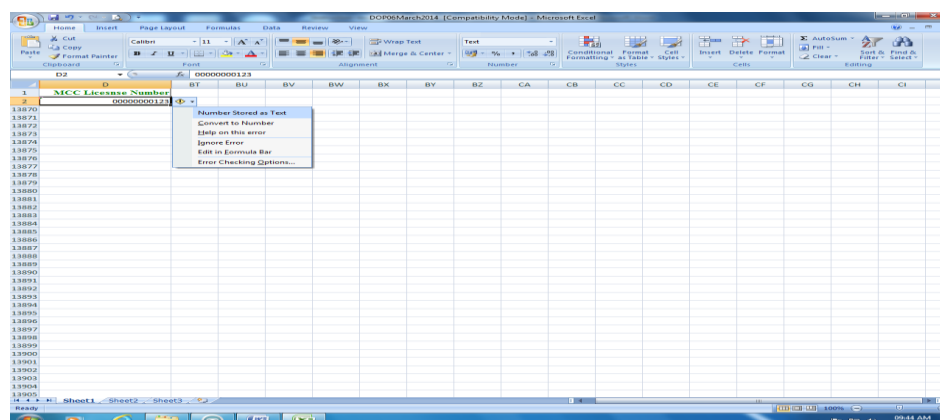 DOP06March2014 [Compatibility Mode] - Microsoft Excel
Home Insert Page Layout Formulas Data Review View
Paste
Cut
Copy
Format Painter
Clipboard
Calibri 11
B I U
Font
Wrap Text
Merge & Center
Alignment
Text
Number
Conditional Formatting
Format as Table
Cell Styles
Styles
Insert Delete Format
Cells
AutoSum
Fill
Clear
Sort & Filter
Find & Select
Editing
D2 fx 00000000123
D BT BU BV BW BX BY BZ CA CB CC CD CE CF CG CH CI
1 MCC Licesnse Number
2 00000000123
Number Stored as Text
Convert to Number
Help on this error
Ignore Error
Edit in Formula Bar
Error Checking Options...
13870
13871
13872
13873
13874
13875
13876
13877
13878
13879
13880
13881
13882
13883
13884
13885
13886
13887
13888
13889
13890
13891
13892
13893
13894
13895
13896
13897
13898
13899
13900
13901
13902
13903
13904
13905
Sheet1 Sheet2 Sheet3
Ready 100%
09:44 AM